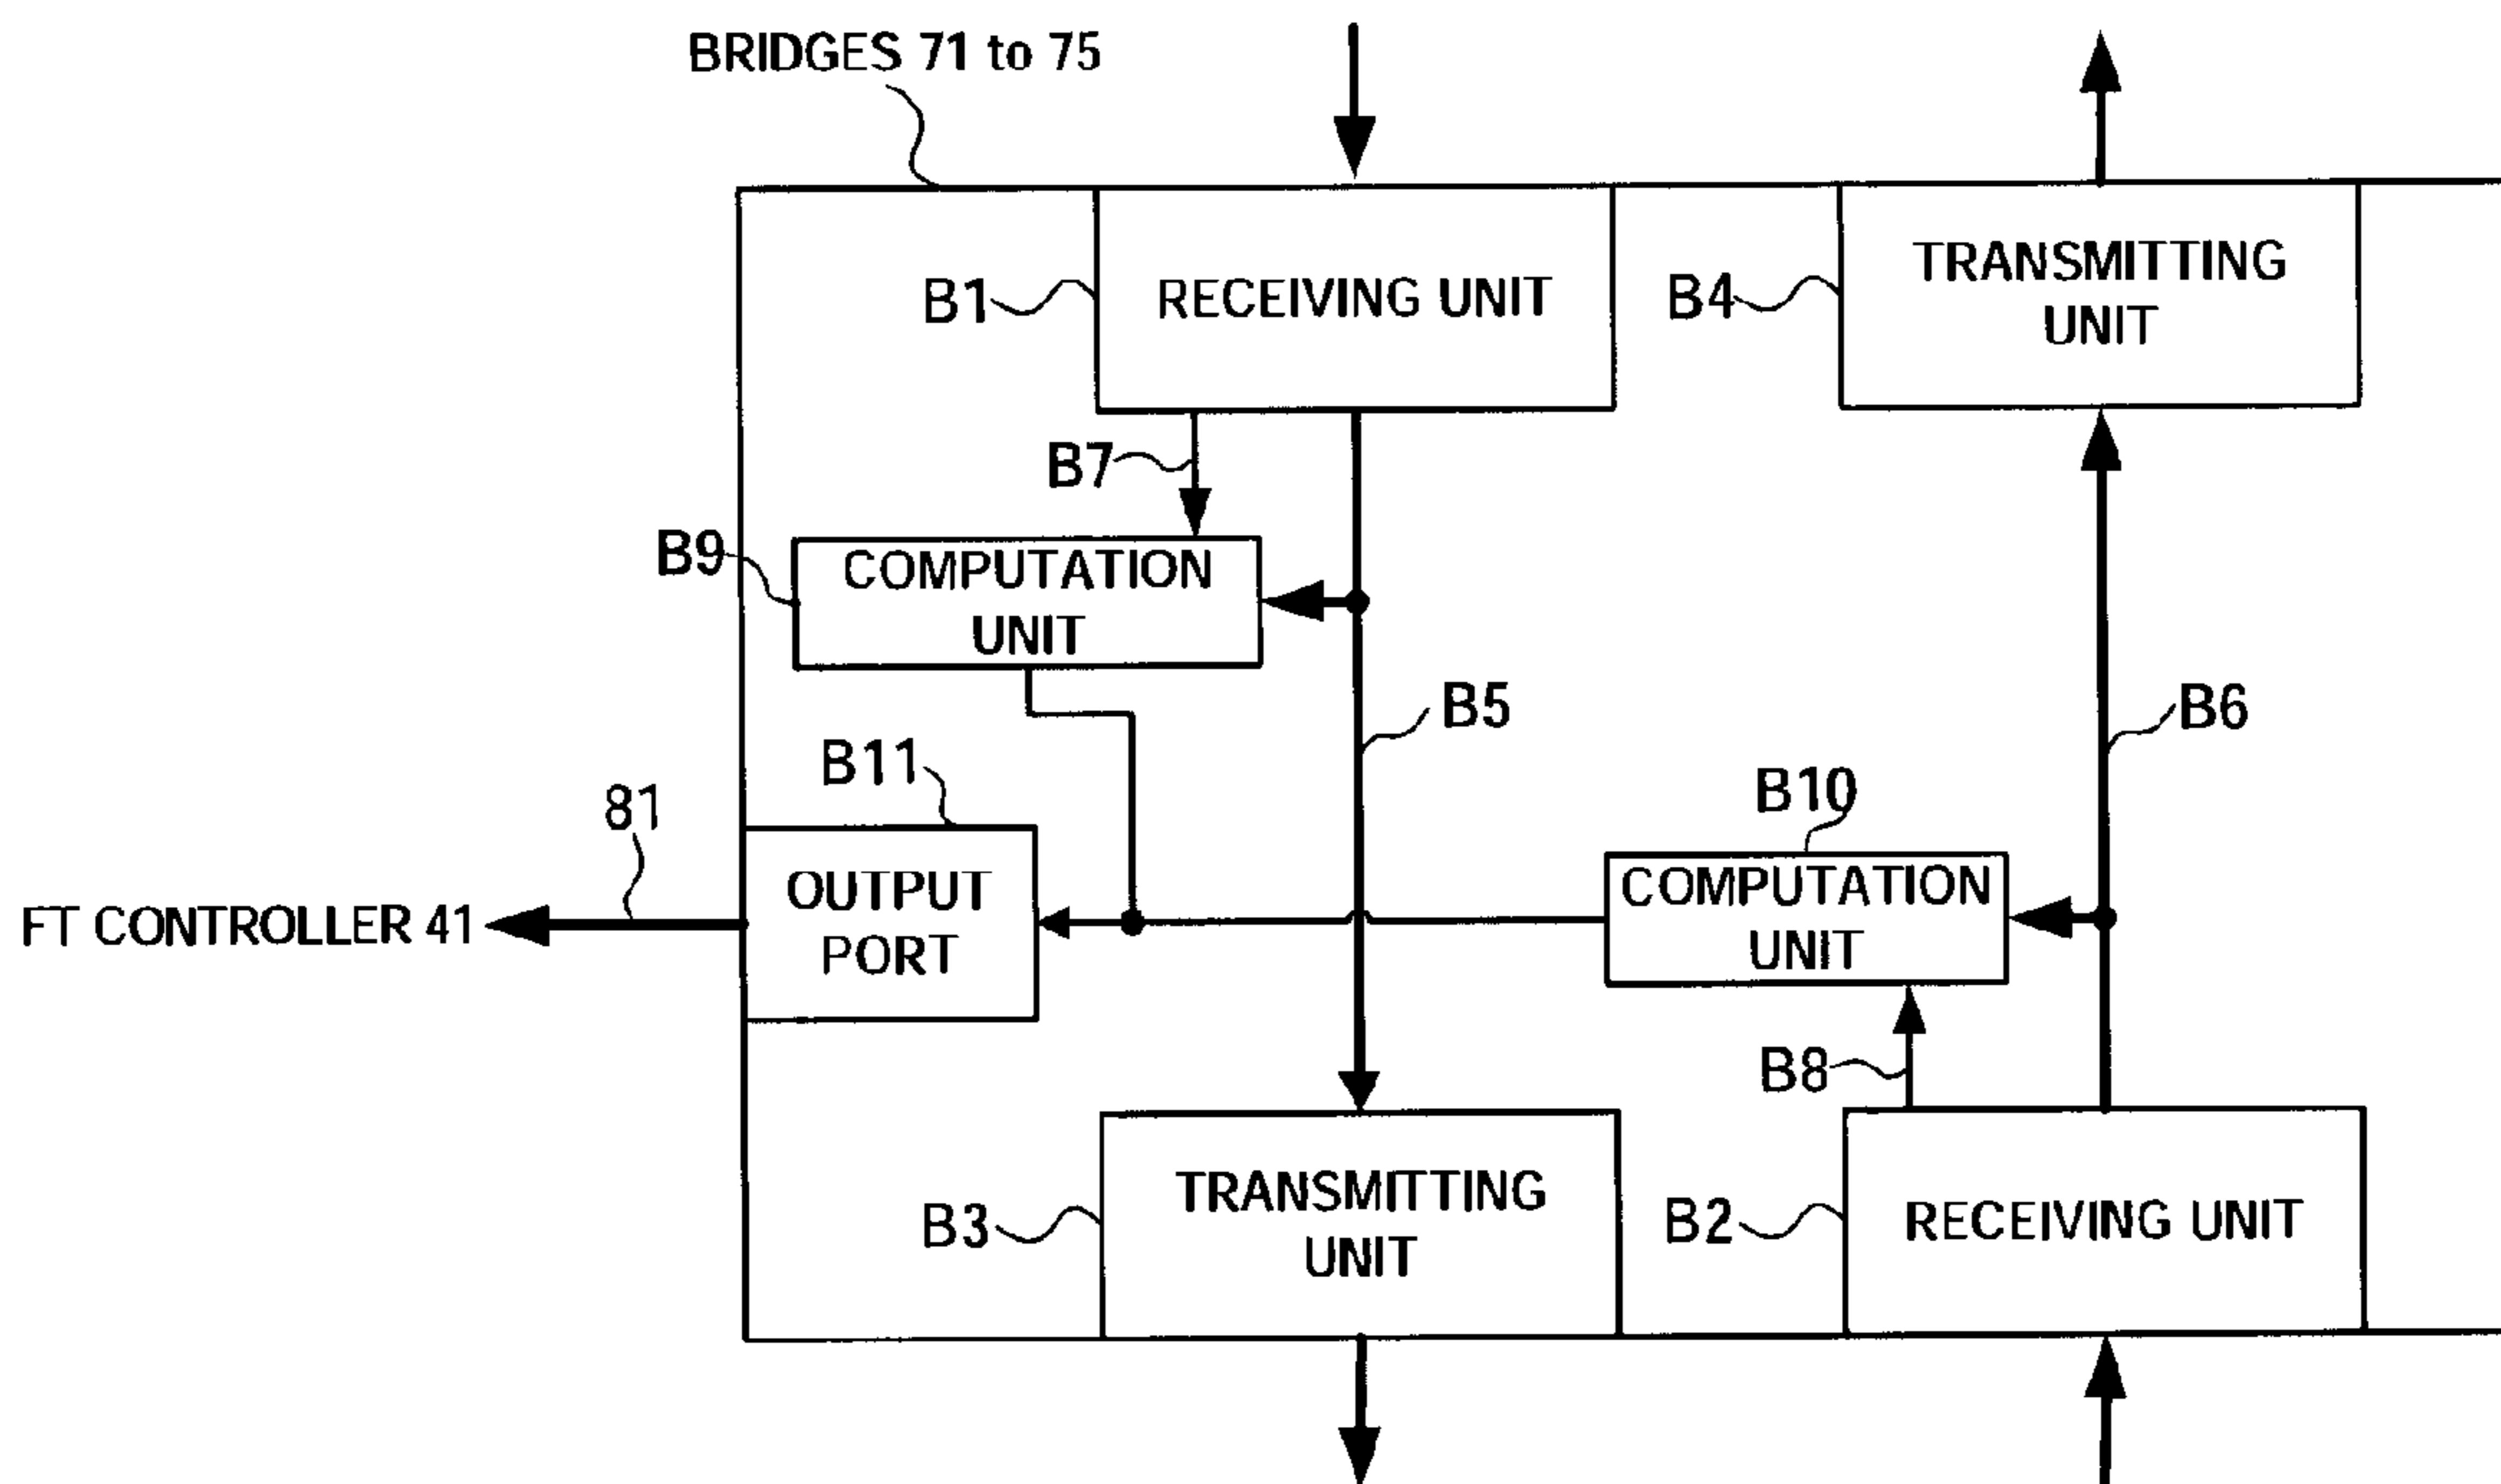 BRIDGES 71 to 75
B1
RECEIVING UNIT
B4
TRANSMITTING
UNIT
B7
B9
COMPUTATION
UNIT
B5
B6
B11
81
B10
OUTPUT
PORT
COMPUTATION
UNIT
FT CONTROLLER 41
B8
B3
TRANSMITTING
UNIT
B2
RECEIVING UNIT